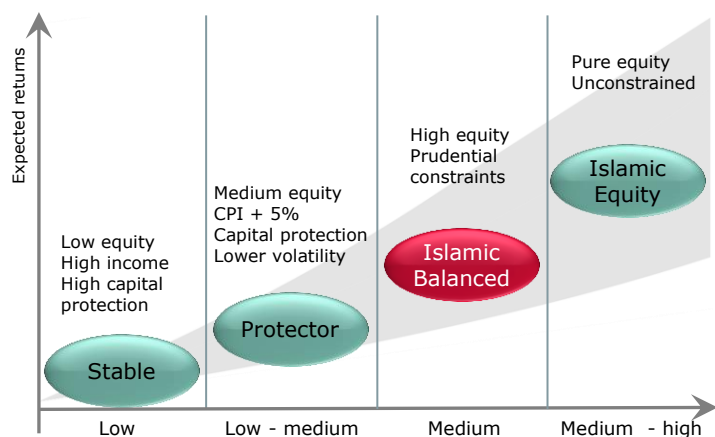 Expected returns
Pure equity
Unconstrained
High equity
Prudential
constraints
Islamic
Equity
Medium equity
CPI + 5%
Capital protection
Lower volatility
Low equity
High income
High capital
protection
Islamic
Balanced
Protector
Stable
Low
Low - medium
Medium
Medium - high